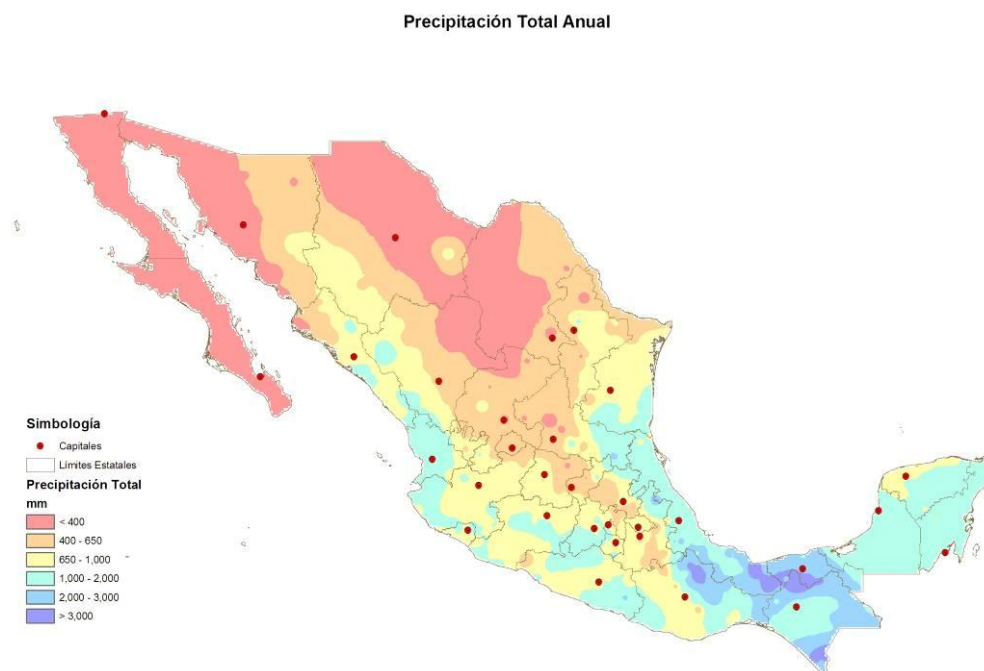 Precipitación Total Anual
Simbología
Capitales
Límites Estatales
Precipitación Total
mm
< 400
400 - 650
650 - 1,000
1,000 - 2,000
2,000 - 3,000
> 3,000